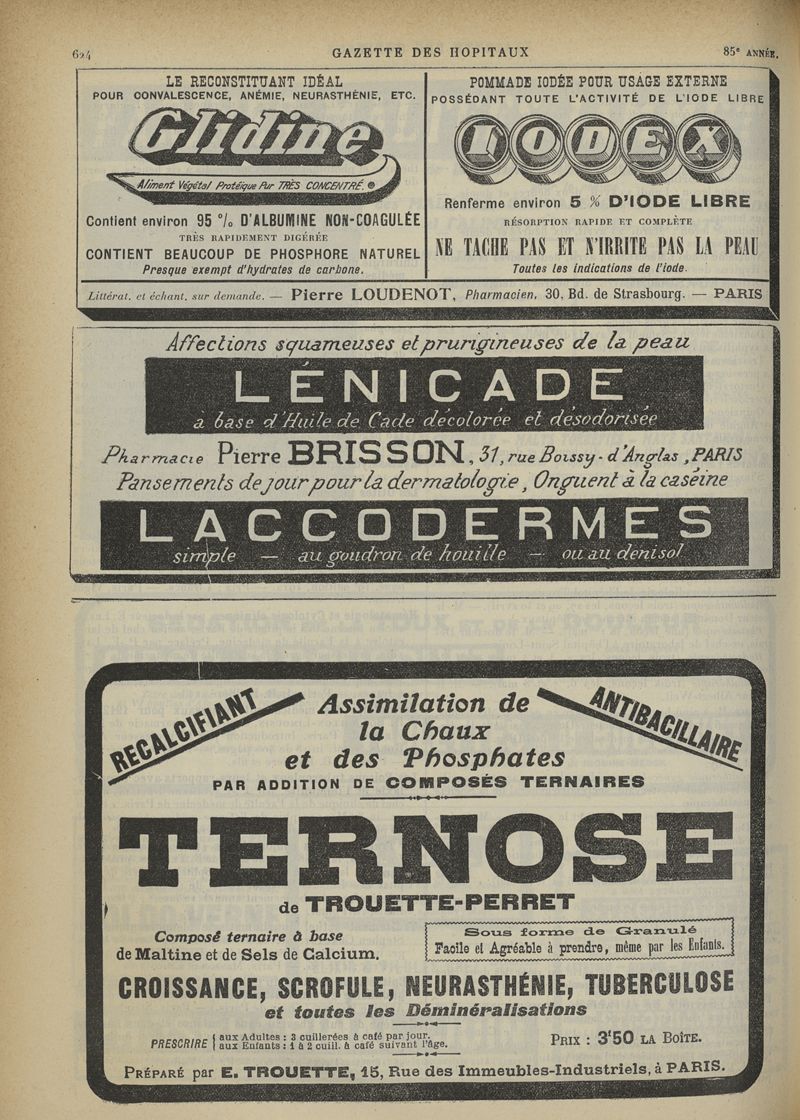 624
GAZETTE DES HOPITAUX
85e ANNÉE.
LE RECONSTITUANT IDÉAL
POUR CONVALESCENCE, ANÉMIE, NEURASTHÉNIE, ETC.
Glidine
Aliment Végétal Protéique Pur TRÈS CONCENTRÉ.
Contient environ 95 % D'ALBUMINE NON-COAGULÉE
TRÈS RAPIDEMENT DIGÉRÉE
CONTIENT BEAUCOUP DE PHOSPHORE NATUREL
Presque exempt d'hydrates de carbone.
POMMADE IODÉE POUR USAGE EXTERNE
POSSÉDANT TOUTE L'ACTIVITÉ DE L'IODE LIBRE
IODEX
Renferme environ 5 % D'IODE LIBRE
RÉSORPTION RAPIDE ET COMPLÈTE
NE TACHE PAS ET N'IRRITE PAS LA PEAU
Toutes les indications de l'iode.
Littérat. et échant. sur demande. — Pierre LOUDENOT, Pharmacien, 30, Bd. de Strasbourg. — PARIS
Affections squameuses et prurigineuses de la peau
LÉNICADE
à base d'Huile de Cade décolorée et désodorisée
Pharmacie Pierre BRISSON, 31, rue Boissy-d'Anglas, PARIS
Pansements de jour pour la dermatologie, Onguent à la caséine
LACCODERMES
simple — au goudron de houille — ou au denisol
RECALCIFIANT
Assimilation de
la Chaux
et des Phosphates
ANTIBACILLAIRE
PAR ADDITION DE COMPOSÉS TERNAIRES
TERNOSE
de TROUETTE-PERRET
Composé ternaire à base
de Maltine et de Sels de Calcium.
Sous forme de Granulé
Facile et Agréable à prendre, même par les Enfants.
CROISSANCE, SCROFULE, NEURASTHÉNIE, TUBERCULOSE
et toutes les Déminéralisations
PRESCRIRE { aux Adultes : 3 cuillerées à café par jour.
aux Enfants : 1 à 2 cuill. à café suivant l'âge.
PRIX : 3f50 LA BOÎTE.
PRÉPARÉ par E. TROUETTE, 15, Rue des Immeubles-Industriels, à PARIS.